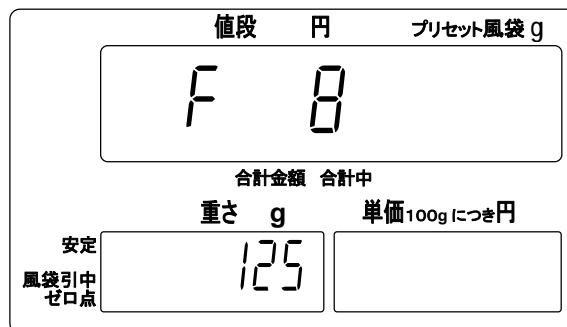 値段 円 プリセット風袋 g
F 8
合計金額 合計中
重さ g 単価100gにつき円
安定
風袋引中
ゼロ点
125